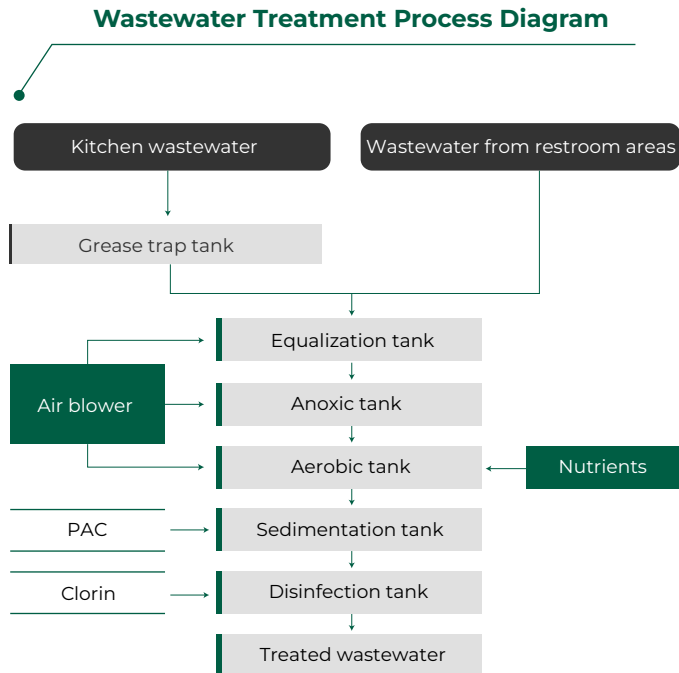 Wastewater Treatment Process Diagram
Kitchen wastewater
Wastewater from restroom areas
Grease trap tank
Equalization tank
Air blower
Anoxic tank
Aerobic tank
Nutrients
PAC
Sedimentation tank
Clorin
Disinfection tank
Treated wastewater